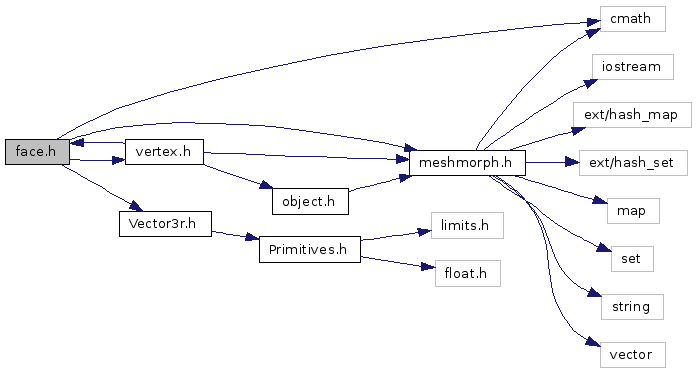 cmath
iostream
ext/hash_map
face.h
vertex.h
meshmorph.h
ext/hash_set
object.h
map
Vector3r.h
limits.h
Primitives.h
set
float.h
string
vector